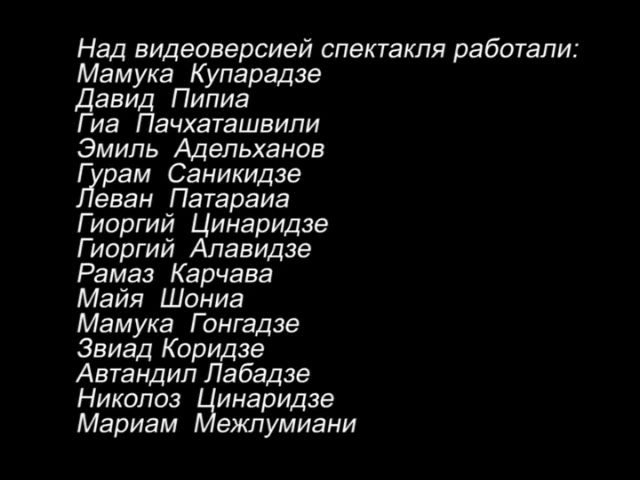 Над видеоверсией спектакля работали:
Мамука Купарадзе
Давид Пипиа
Гиа Пачхаташвили
Эмиль Адельханов
Гурам Саникидзе
Леван Патараиа
Гиоргий Цинаридзе
Гиоргий Алавидзе
Рамаз Карчава
Майя Шониа
Мамука Гонгадзе
Звиад Коридзе
Автандил Лабадзе
Николоз Цинаридзе
Мариам Межлумиани